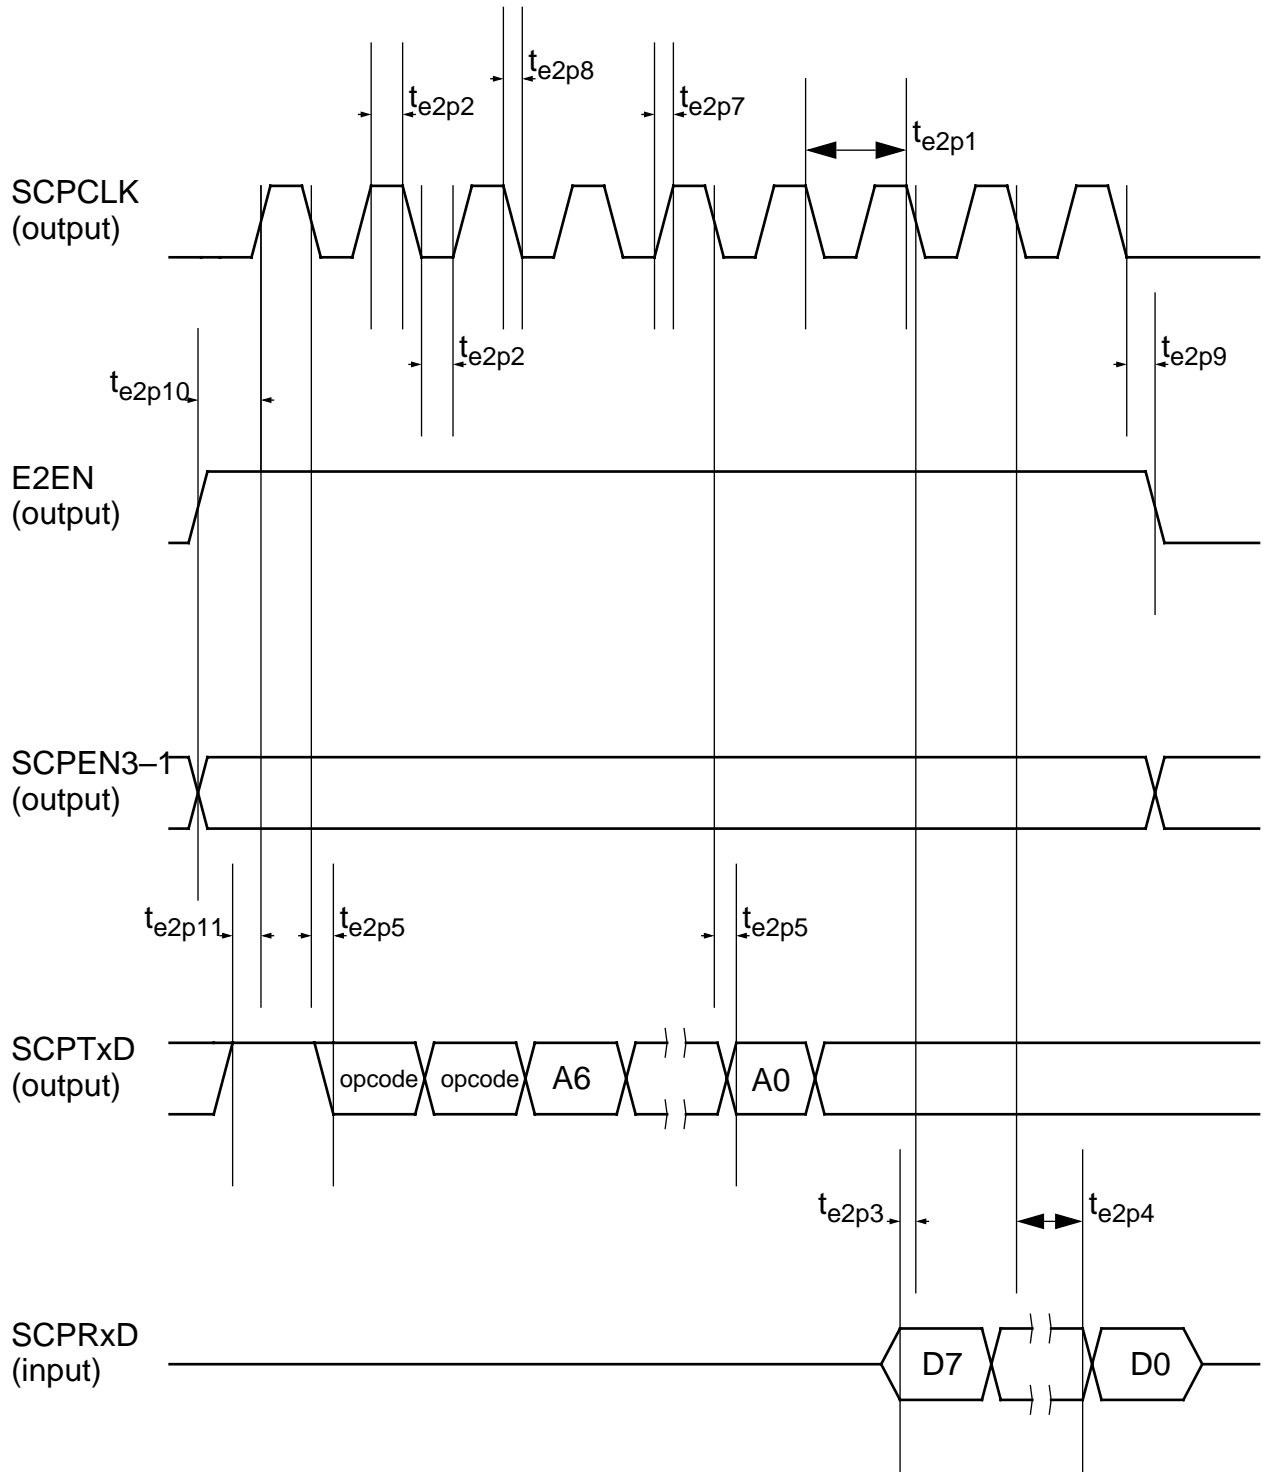 te2p8
te2p2
te2p7
te2p1
SCPCLK
(output)
te2p2
te2p9
te2p10
E2EN
(output)
SCPEN3–1
(output)
te2p11
te2p5
te2p5
SCPTxD
(output)
opcode
opcode
A6
A0
te2p3
te2p4
SCPRxD
(input)
D7
D0